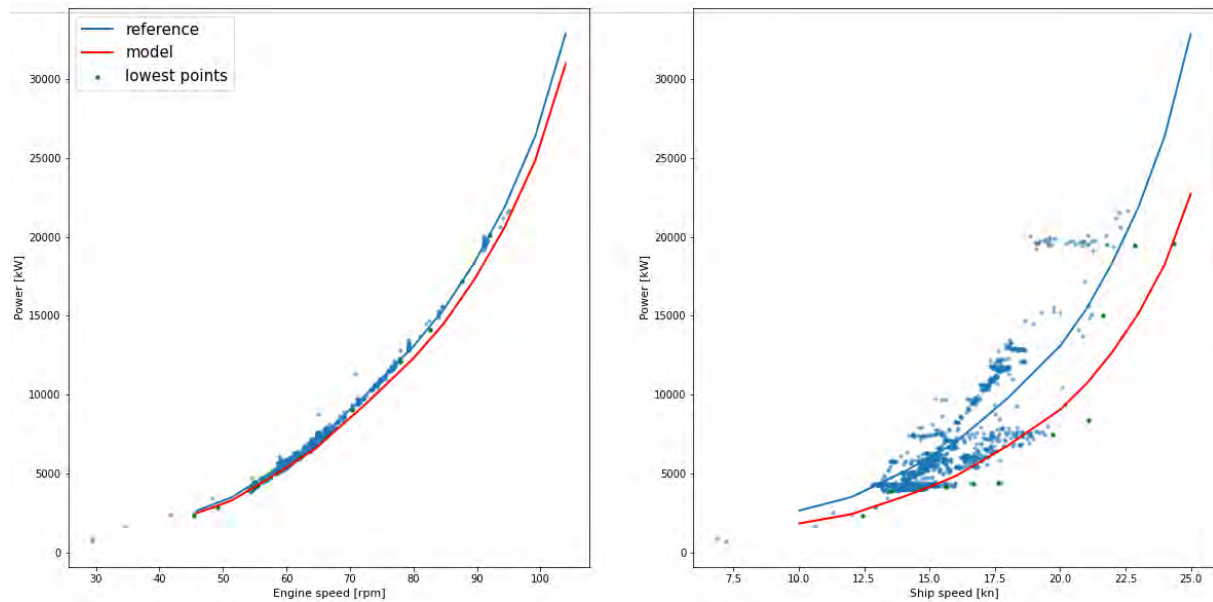 reference
model
lowest points
Power [kW]
30000
25000
20000
15000
10000
5000
0
30 40 50 60 70 80 90 100
Engine speed [rpm]
Power [kW]
30000
25000
20000
15000
10000
5000
0
7.5 10.0 12.5 15.0 17.5 20.0 22.5 25.0
Ship speed [kn]